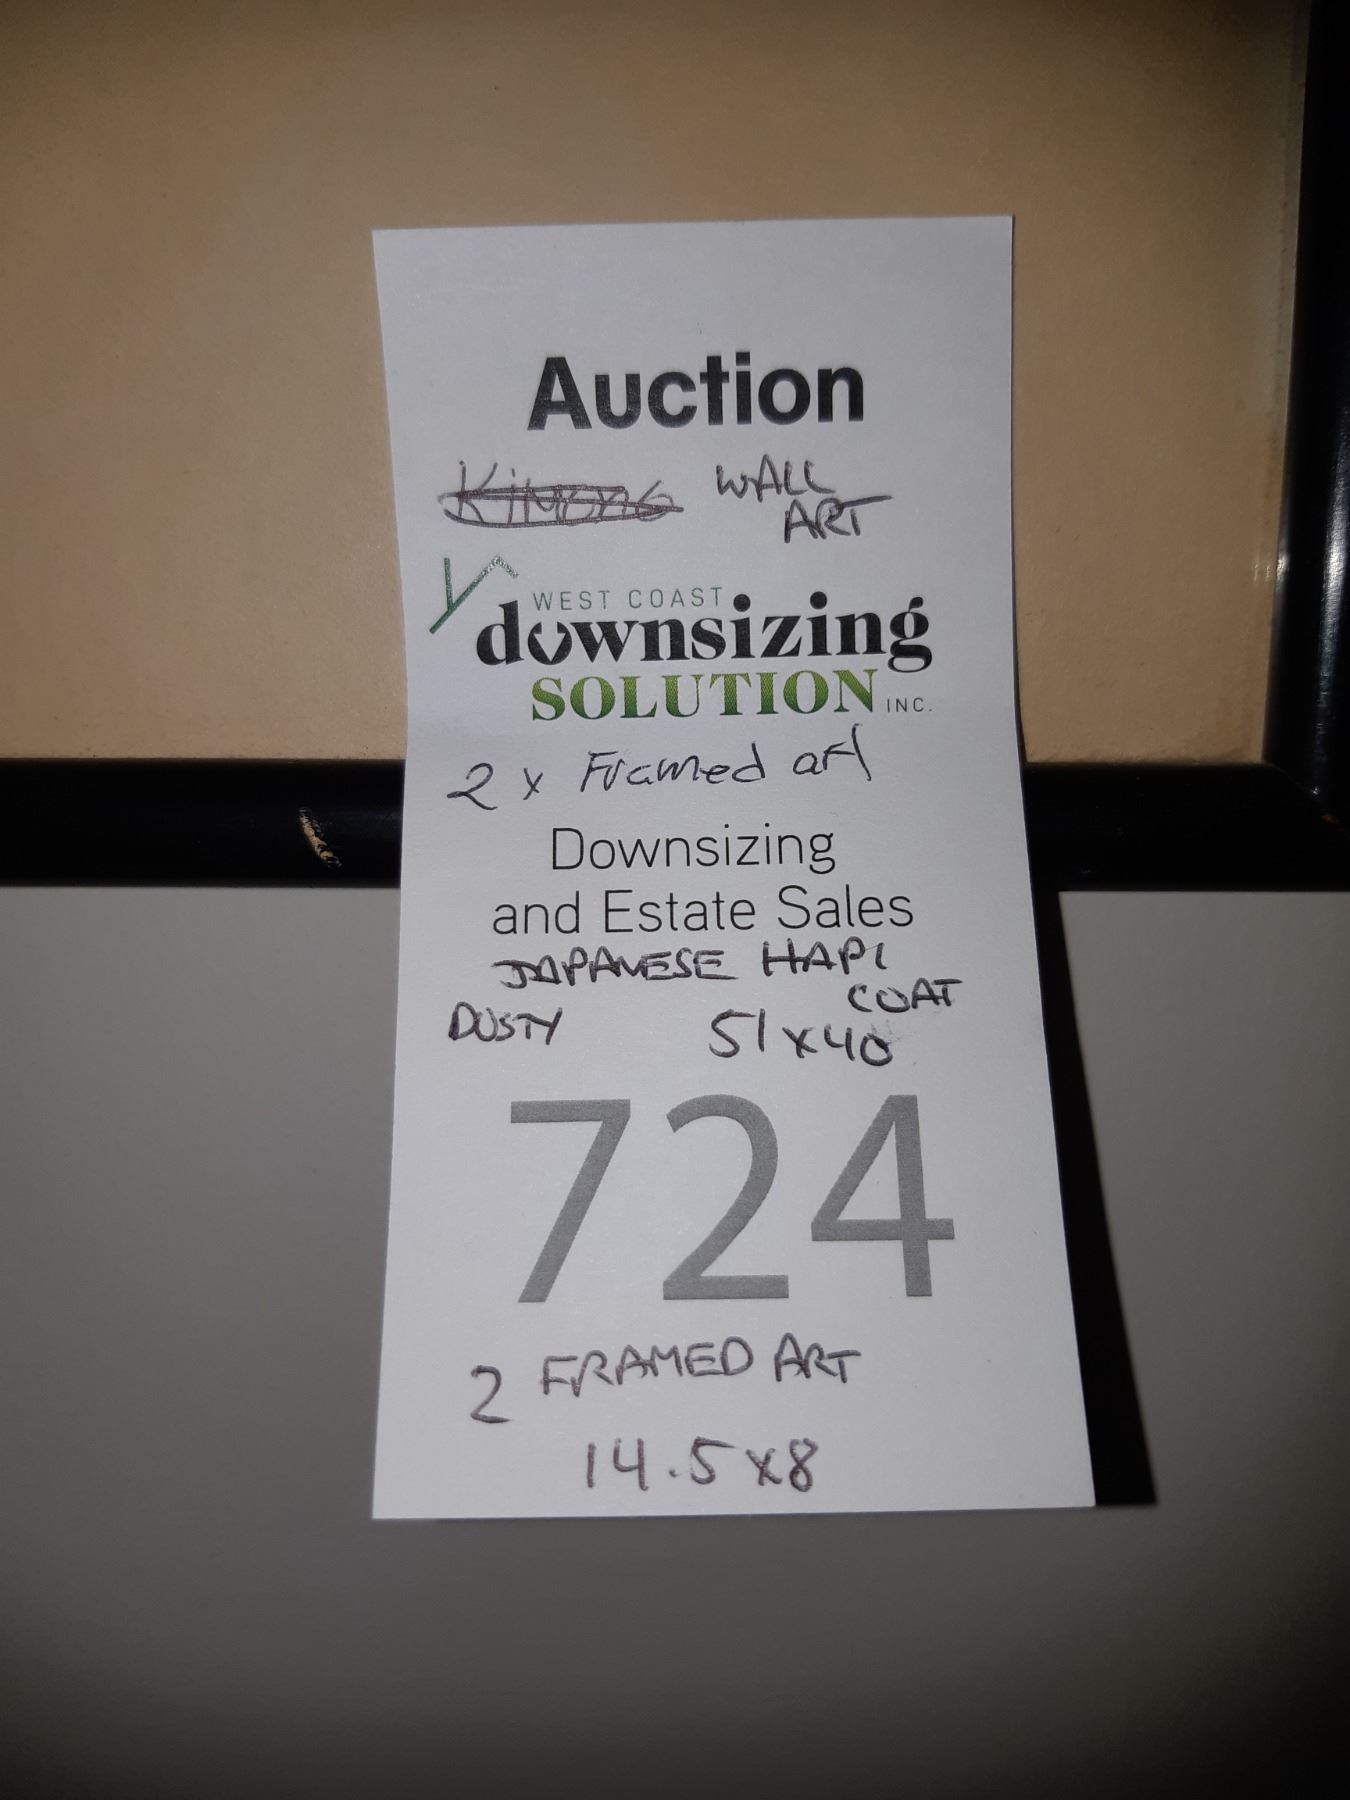 Auction
Kimono WALL
ART
WEST COAST
downsizing
SOLUTION INC.
2 x Framed art
Downsizing
and Estate Sales
JAPANESE HAPI
COAT
DUSTY 51x40
724
2 FRAMED ART
14.5x8